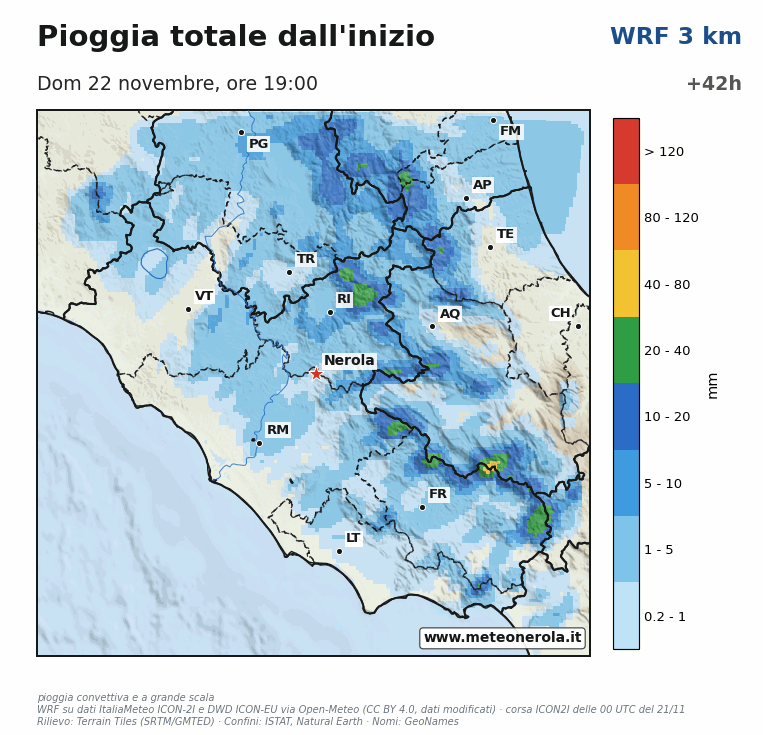 Pioggia totale dall'inizio
WRF 3 km
Dom 22 novembre, ore 19:00
+42h
FM
PG
AP
TE
TR
VT
RI
AQ
CH
Nerola
RM
FR
LT
www.meteonerola.it
> 120
80 - 120
40 - 80
20 - 40
10 - 20
5 - 10
1 - 5
0.2 - 1
mm
pioggia convettiva e a grande scala
WRF su dati ItaliaMeteo ICON-2I e DWD ICON-EU via Open-Meteo (CC BY 4.0, dati modificati) · corsa ICON2I delle 00 UTC del 21/11
Rilievo: Terrain Tiles (SRTM/GMTED) · Confini: ISTAT, Natural Earth · Nomi: GeoNames